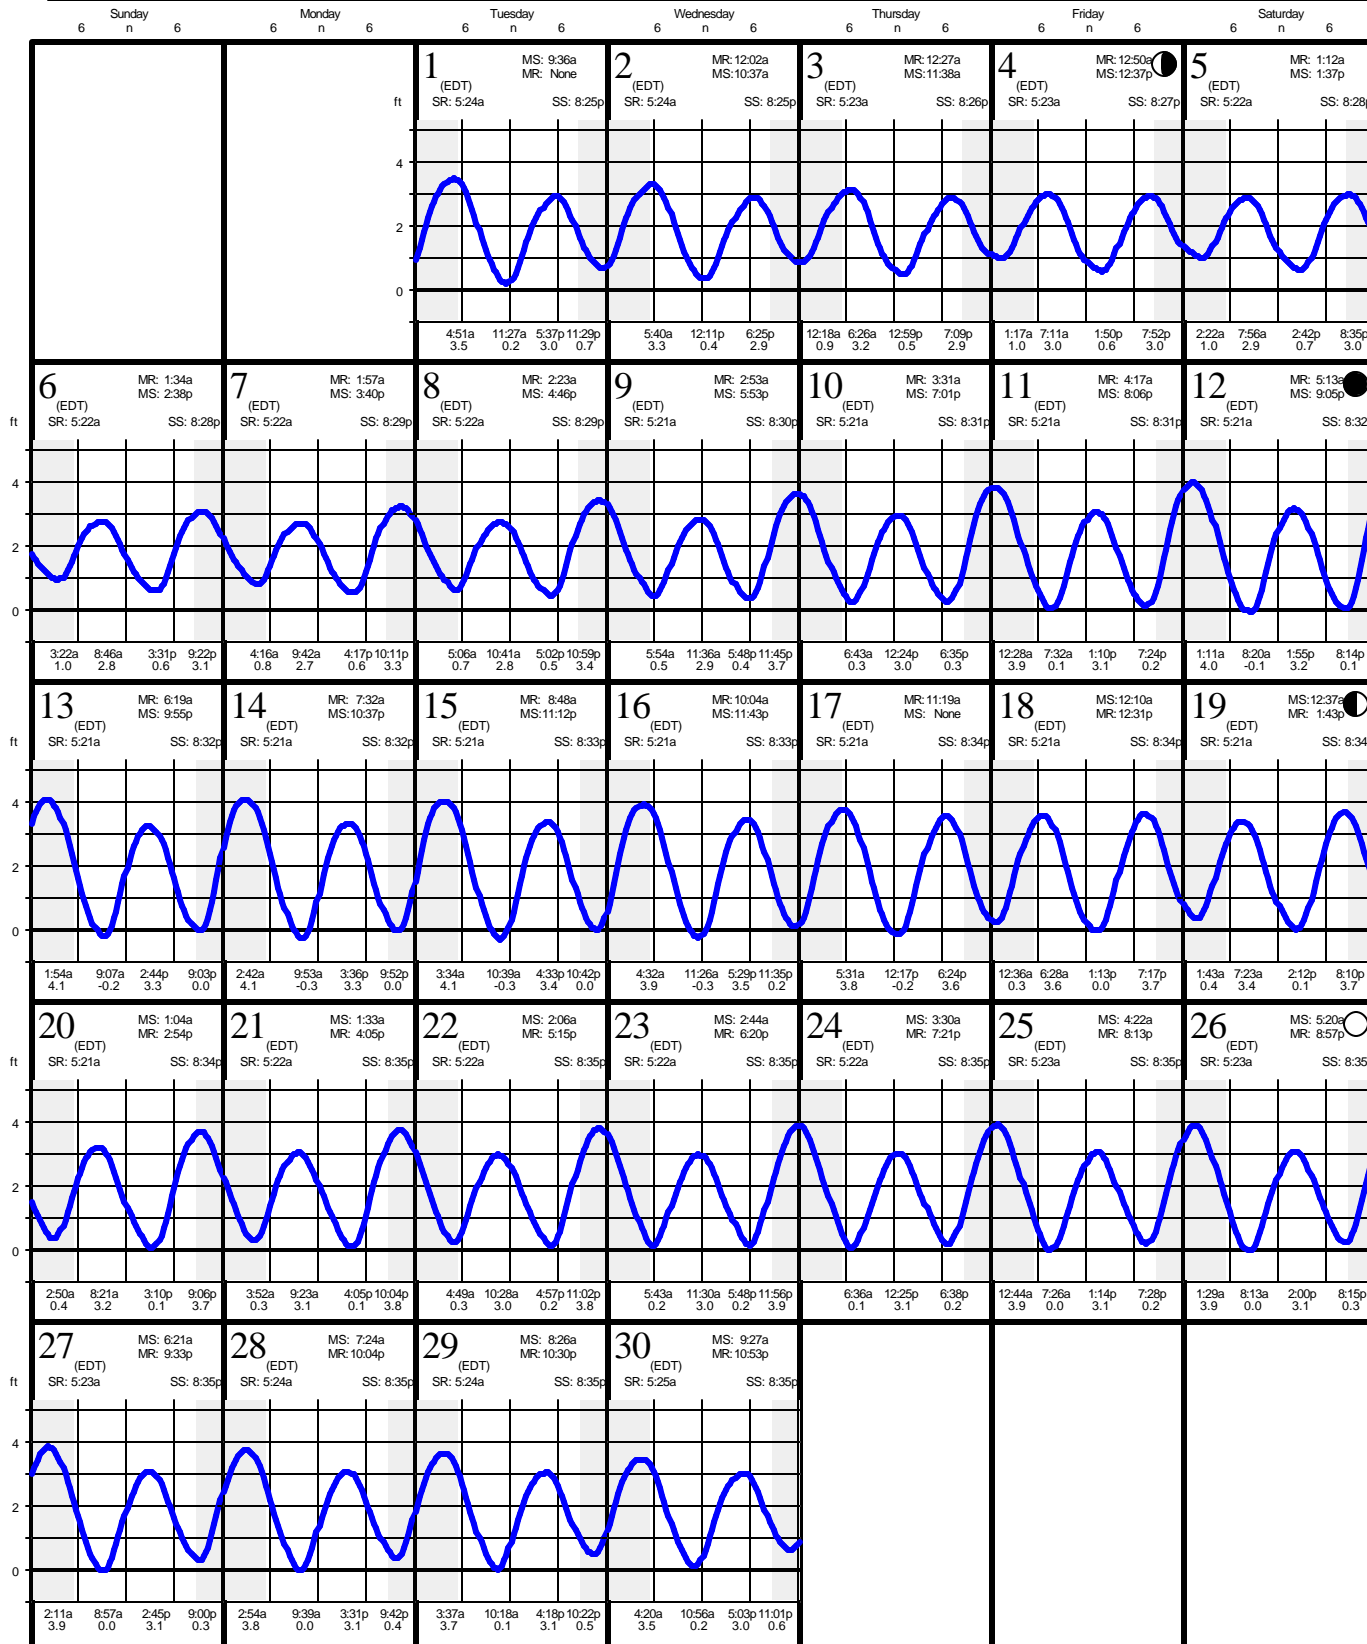 Sunday Monday Tuesday Wednesday Thursday Friday Saturday
6 n 6 6 n 6 6 n 6 6 n 6 6 n 6 6 n 6 6 n 6
1 MS: 9:36a
MR: None
(EDT)
SR: 5:24a SS: 8:25p
2 MR: 12:02a
MS: 10:37a
(EDT)
SR: 5:24a SS: 8:25p
3 MR: 12:27a
MS: 11:38a
(EDT)
SR: 5:23a SS: 8:26p
4 MR: 12:50a
MS: 12:37p
(EDT)
SR: 5:23a SS: 8:27p
5 MR: 1:12a
MS: 1:37p
(EDT)
SR: 5:22a SS: 8:28p
ft
4
2
0
4:51a 11:27a 5:37p 11:29p
3.5 0.2 3.0 0.7
5:40a 12:11p 6:25p
3.3 0.4 2.9
12:18a 6:26a 12:59p 7:09p
0.9 3.2 0.5 2.9
1:17a 7:11a 1:50p 7:52p
1.0 3.0 0.6 3.0
2:22a 7:56a 2:42p 8:35p
1.0 2.9 0.7 3.0
6 MR: 1:34a
MS: 2:38p
(EDT)
SR: 5:22a SS: 8:28p
7 MR: 1:57a
MS: 3:40p
(EDT)
SR: 5:22a SS: 8:29p
8 MR: 2:23a
MS: 4:46p
(EDT)
SR: 5:22a SS: 8:29p
9 MR: 2:53a
MS: 5:53p
(EDT)
SR: 5:21a SS: 8:30p
10 MR: 3:31a
MS: 7:01p
(EDT)
SR: 5:21a SS: 8:31p
11 MR: 4:17a
MS: 8:06p
(EDT)
SR: 5:21a SS: 8:31p
12 MR: 5:13a
MS: 9:05p
(EDT)
SR: 5:21a SS: 8:32
ft
4
2
0
3:22a 8:46a 3:31p 9:22p
1.0 2.8 0.6 3.1
4:16a 9:42a 4:17p 10:11p
0.8 2.7 0.6 3.3
5:06a 10:41a 5:02p 10:59p
0.7 2.8 0.5 3.4
5:54a 11:36a 5:48p 11:45p
0.5 2.9 0.4 3.7
6:43a 12:24p 6:35p
0.3 3.0 0.3
12:28a 7:32a 1:10p 7:24p
3.9 0.1 3.1 0.2
1:11a 8:20a 1:55p 8:14p
4.0 -0.1 3.2 0.1
13 MR: 6:19a
MS: 9:55p
(EDT)
SR: 5:21a SS: 8:32p
14 MR: 7:32a
MS: 10:37p
(EDT)
SR: 5:21a SS: 8:32p
15 MR: 8:48a
MS: 11:12p
(EDT)
SR: 5:21a SS: 8:33p
16 MR: 10:04a
MS: 11:43p
(EDT)
SR: 5:21a SS: 8:33p
17 MR: 11:19a
MS: None
(EDT)
SR: 5:21a SS: 8:34p
18 MS: 12:10a
MR: 12:31p
(EDT)
SR: 5:21a SS: 8:34p
19 MS: 12:37a
MR: 1:43p
(EDT)
SR: 5:21a SS: 8:34
ft
4
2
0
1:54a 9:07a 2:44p 9:03p
4.1 -0.2 3.3 0.0
2:42a 9:53a 3:36p 9:52p
4.1 -0.3 3.3 0.0
3:34a 10:39a 4:33p 10:42p
4.1 -0.3 3.4 0.0
4:32a 11:26a 5:29p 11:35p
3.9 -0.3 3.5 0.2
5:31a 12:17p 6:24p
3.8 -0.2 3.6
12:36a 6:28a 1:13p 7:17p
0.3 3.6 0.0 3.7
1:43a 7:23a 2:12p 8:10p
0.4 3.4 0.1 3.7
20 MS: 1:04a
MR: 2:54p
(EDT)
SR: 5:21a SS: 8:34p
21 MS: 1:33a
MR: 4:05p
(EDT)
SR: 5:22a SS: 8:35p
22 MS: 2:06a
MR: 5:15p
(EDT)
SR: 5:22a SS: 8:35p
23 MS: 2:44a
MR: 6:20p
(EDT)
SR: 5:22a SS: 8:35p
24 MS: 3:30a
MR: 7:21p
(EDT)
SR: 5:22a SS: 8:35p
25 MS: 4:22a
MR: 8:13p
(EDT)
SR: 5:23a SS: 8:35p
26 MS: 5:20a
MR: 8:57p
(EDT)
SR: 5:23a SS: 8:35
ft
4
2
0
2:50a 8:21a 3:10p 9:06p
0.4 3.2 0.1 3.7
3:52a 9:23a 4:05p 10:04p
0.3 3.1 0.1 3.8
4:49a 10:28a 4:57p 11:02p
0.3 3.0 0.2 3.8
5:43a 11:30a 5:48p 11:56p
0.2 3.0 0.2 3.9
6:36a 12:25p 6:38p
0.1 3.1 0.2
12:44a 7:26a 1:14p 7:28p
3.9 0.0 3.1 0.2
1:29a 8:13a 2:00p 8:15p
3.9 0.0 3.1 0.3
27 MS: 6:21a
MR: 9:33p
(EDT)
SR: 5:23a SS: 8:35p
28 MS: 7:24a
MR: 10:04p
(EDT)
SR: 5:24a SS: 8:35p
29 MS: 8:26a
MR: 10:30p
(EDT)
SR: 5:24a SS: 8:35p
30 MS: 9:27a
MR: 10:53p
(EDT)
SR: 5:25a SS: 8:35p
ft
4
2
0
2:11a 8:57a 2:45p 9:00p
3.9 0.0 3.1 0.3
2:54a 9:39a 3:31p 9:42p
3.8 0.0 3.1 0.4
3:37a 10:18a 4:18p 10:22p
3.7 0.1 3.1 0.5
4:20a 10:56a 5:03p 11:01p
3.5 0.2 3.0 0.6